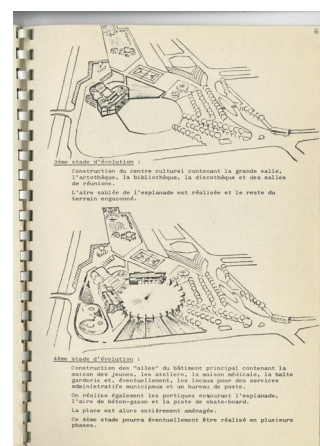 6
3ème stade d'évolution :
Construction du centre culturel contenant la grande salle,
l'artothèque, la bibliothèque, la discothèque et des salles
de réunions.
L'aire sablée de l'esplanade est réalisée et le reste du
terrain engazonné.
4ème stade d'évolution :
Construction des "ailes" du bâtiment principal contenant la
maison des jeunes, les ateliers, la maison médicale, la halte
garderie et, éventuellement, les locaux pour des services
administratifs municipaux et un bureau de poste.
On réalise également les portiques entourant l'esplanade,
l'aire de béton-gazon et la piste de skate-board.
La place est alors entièrement aménagée.
Ce 4ème stade pourra éventuellement être réalisé en plusieurs
phases.